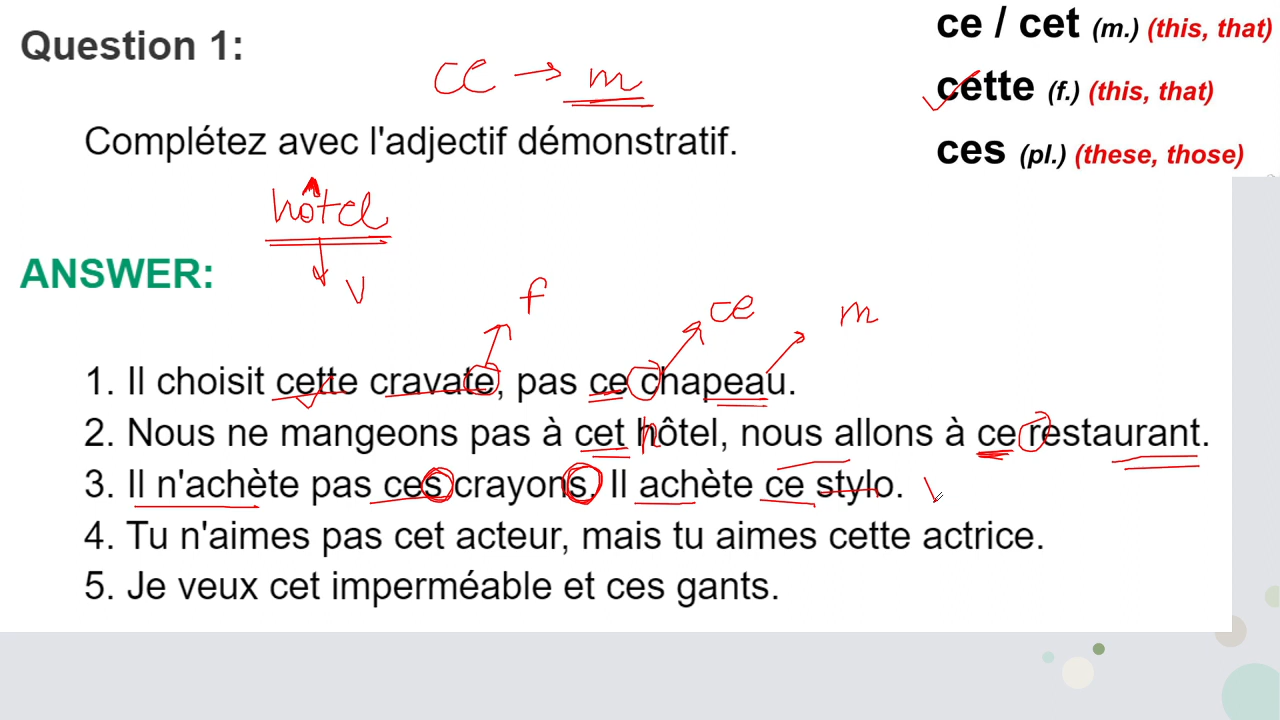 Question 1:
ce / cet (m.) (this, that)
ce → m
cette (f.) (this, that)
Complétez avec l'adjectif démonstratif.
ces (pl.) (these, those)
hôtel
ANSWER:
v
f
ce
m
1. Il choisit cette cravate, pas ce chapeau.
2. Nous ne mangeons pas à cet hôtel, nous allons à ce restaurant.
3. Il n'achète pas ces crayons. Il achète ce stylo.
4. Tu n'aimes pas cet acteur, mais tu aimes cette actrice.
5. Je veux cet imperméable et ces gants.